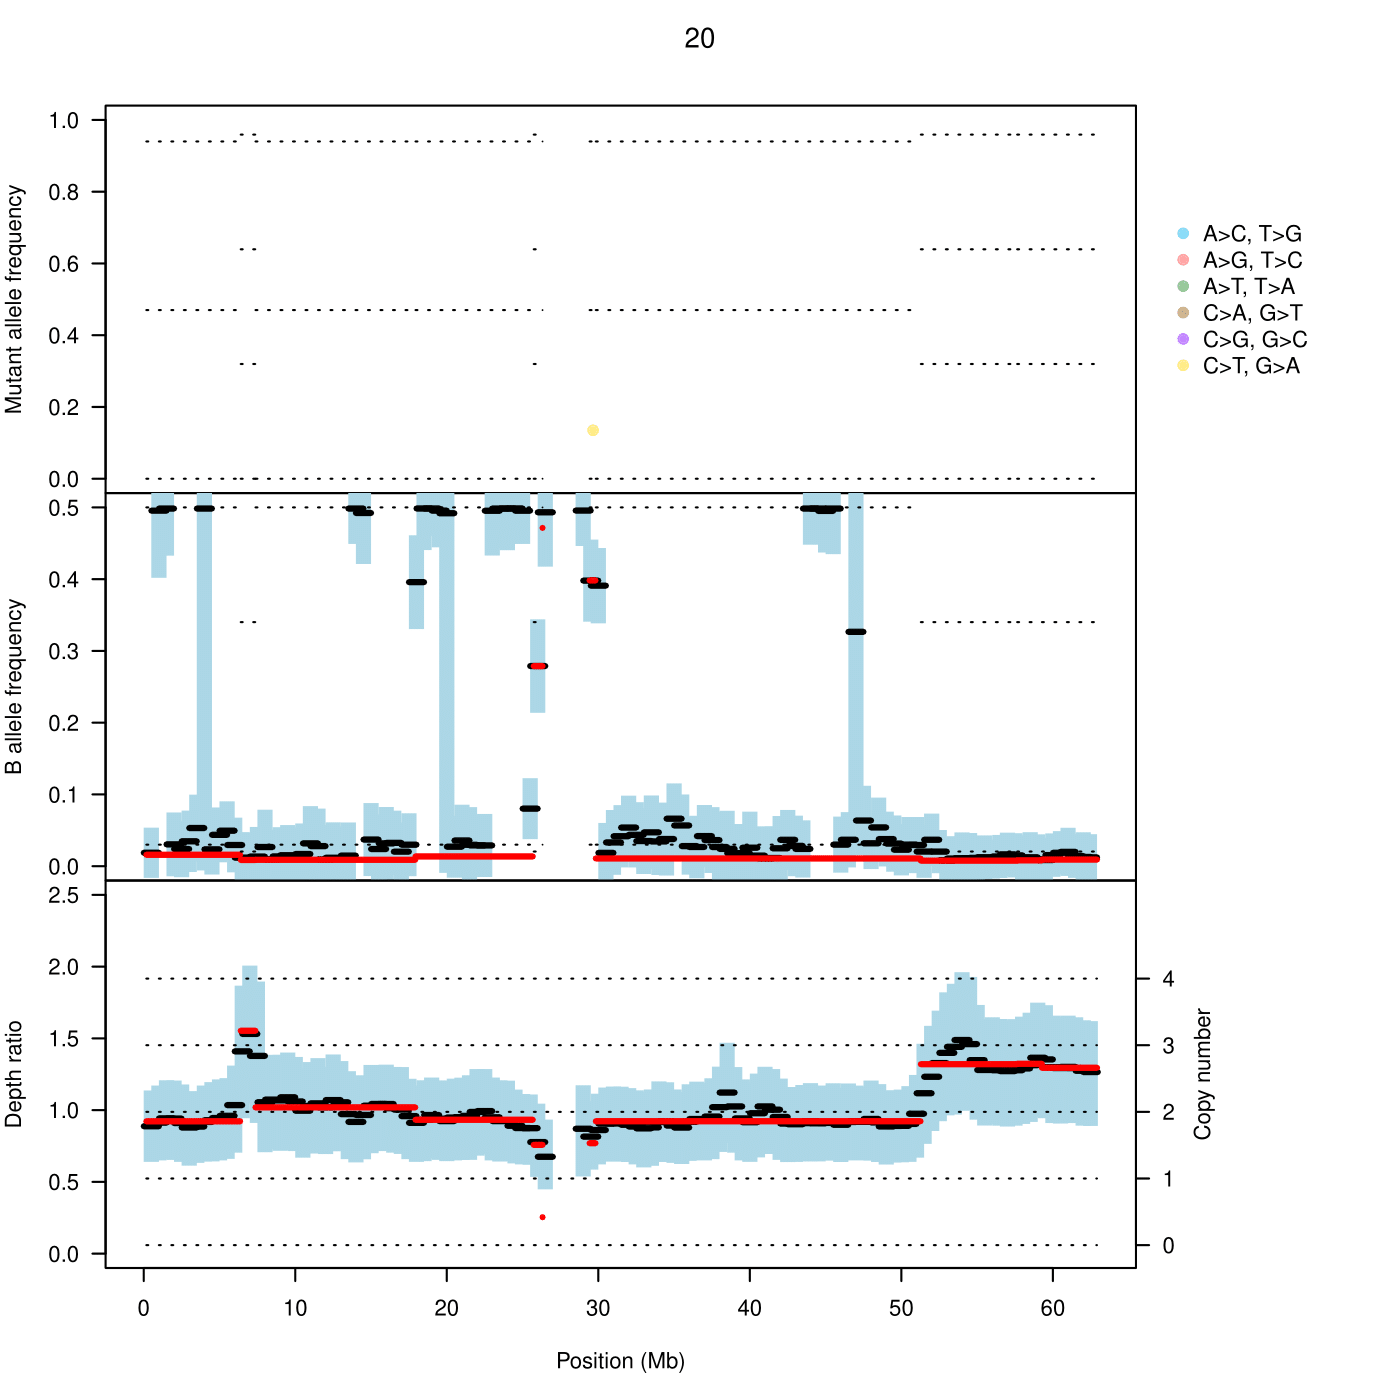 20
Mutant allele frequency
1.0
0.8
0.6
0.4
0.2
0.0
A>C, T>G
A>G, T>C
A>T, T>A
C>A, G>T
C>G, G>C
C>T, G>A
B allele frequency
0.5
0.4
0.3
0.2
0.1
0.0
Depth ratio
2.5
2.0
1.5
1.0
0.5
0.0
4
3
2
1
0
Copy number
0 10 20 30 40 50 60
Position (Mb)